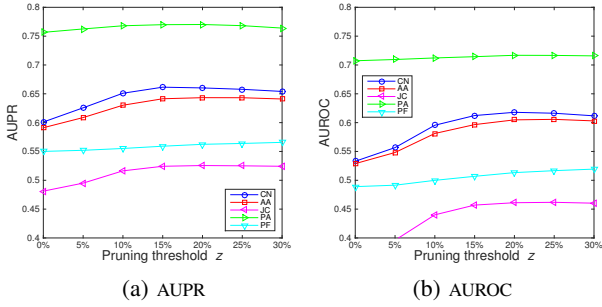 0.8
0.75
0.7
0.65
0.6
0.55
0.5
0.45
0.4
AUPR
CN
AA
JC
PA
PF
0% 5% 10% 15% 20% 25% 30%
Pruning threshold z
(a) AUPR
0.8
0.75
0.7
0.65
0.6
0.55
0.5
0.45
0.4
AUROC
CN
AA
JC
PA
PF
0% 5% 10% 15% 20% 25% 30%
Pruning threshold z
(b) AUROC